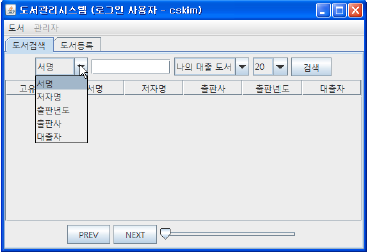 도서관리시스템 (로그인 사용자 - cskim)
도서 관리자
도서검색 도서등록
서명 나의 대출 도서 20 검색
고유 서명 저자명 출판사 출판년도 대출자
서명
저자명
출판년도
출판사
대출자
PREV NEXT